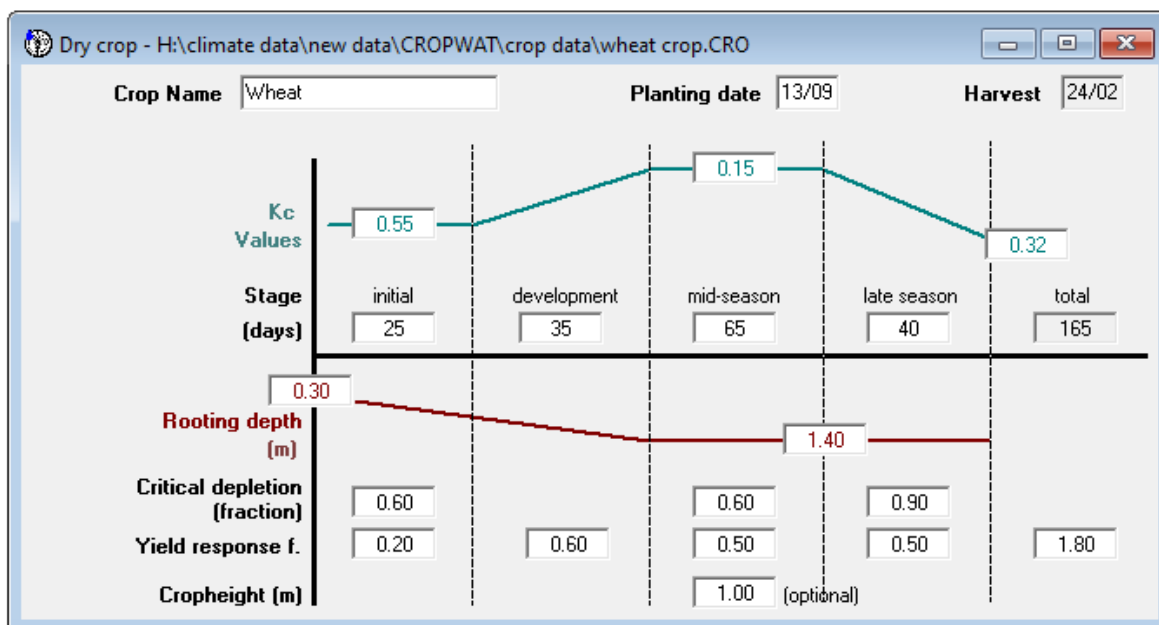 Dry crop - H:\climate data\new data\CROPWAT\crop data\wheat crop.CRO
Crop Name Wheat Planting date 13/09 Harvest 24/02
0.15
Kc 0.55
Values 0.32
Stage initial development mid-season late season total
(days) 25 35 65 40 165
0.30
Rooting depth 1.40
(m)
Critical depletion
(fraction) 0.60 0.60 0.90
Yield response f. 0.20 0.60 0.50 0.50 1.80
Cropheight (m) 1.00 (optional)